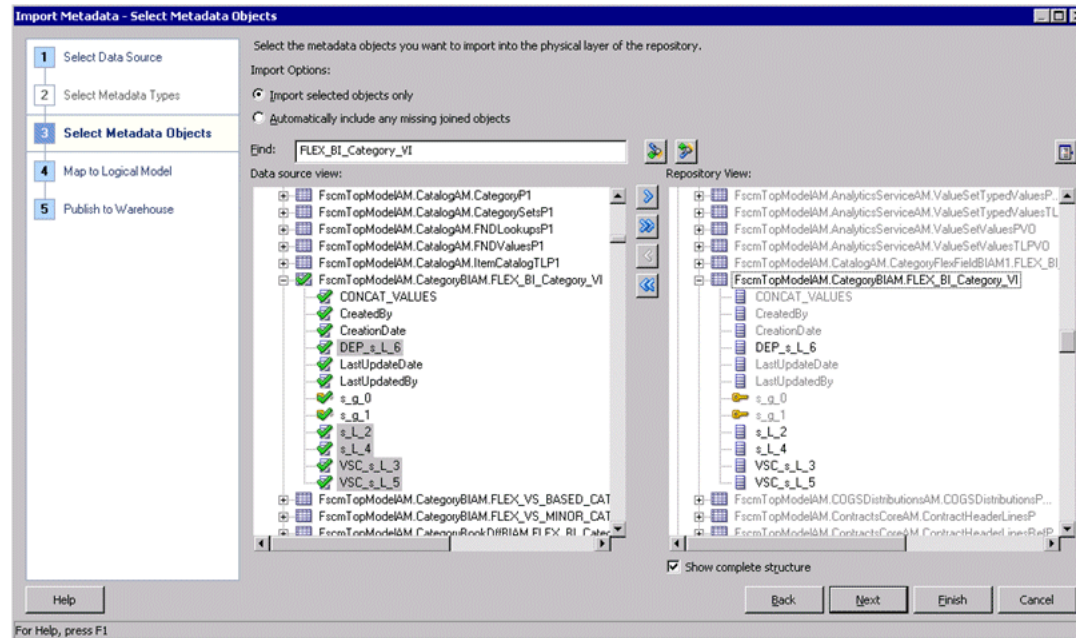 Import Metadata - Select Metadata Objects
1 Select Data Source
2 Select Metadata Types
3 Select Metadata Objects
4 Map to Logical Model
5 Publish to Warehouse
Select the metadata objects you want to import into the physical layer of the repository.
Import Options:
Import selected objects only
Automatically include any missing joined objects
Find: FLEX_BI_Category_VI
Data source view:
FscmTopModelAM.CatalogAM.CategoryP1
FscmTopModelAM.CatalogAM.CategorySetsP1
FscmTopModelAM.CatalogAM.FNDLookupsP1
FscmTopModelAM.CatalogAM.FNDValuesP1
FscmTopModelAM.CatalogAM.ItemCatalogTLP1
FscmTopModelAM.CategoryBIAM.FLEX_BI_Category_VI
CONCAT_VALUES
CreatedBy
CreationDate
DEP_s_L_6
LastUpdateDate
LastUpdatedBy
s_g_0
s_g_1
s_L_2
s_L_4
VSC_s_L_3
VSC_s_L_5
FscmTopModelAM.CategoryBIAM.FLEX_VS_BASED_CAT
FscmTopModelAM.CategoryBIAM.FLEX_VS_MINOR_CAT
FscmTopModelAM.CategoryBookDffBIAM.FLEX_BI_Categ
Repository View:
FscmTopModelAM.AnalyticsServiceAM.ValueSetTypedValuesP...
FscmTopModelAM.AnalyticsServiceAM.ValueSetTypedValuesTL
FscmTopModelAM.AnalyticsServiceAM.ValueSetValuesPVO
FscmTopModelAM.AnalyticsServiceAM.ValueSetValuesTLPVO
FscmTopModelAM.CatalogAM.CategoryFlexFieldBIAM1.FLEX_BI
FscmTopModelAM.CategoryBIAM.FLEX_BI_Category_VI
CONCAT_VALUES
CreatedBy
CreationDate
DEP_s_L_6
LastUpdateDate
LastUpdatedBy
s_g_0
s_g_1
s_L_2
s_L_4
VSC_s_L_3
VSC_s_L_5
FscmTopModelAM.COGSDistributionsAM.COGSDistributionsP...
FscmTopModelAM.ContractsCoreAM.ContractHeaderLinesP
FscmTopModelAM.ContractsCoreAM.ContractHeaderLinesRefP
Show complete structure
Help
Back
Next
Finish
Cancel
For Help, press F1